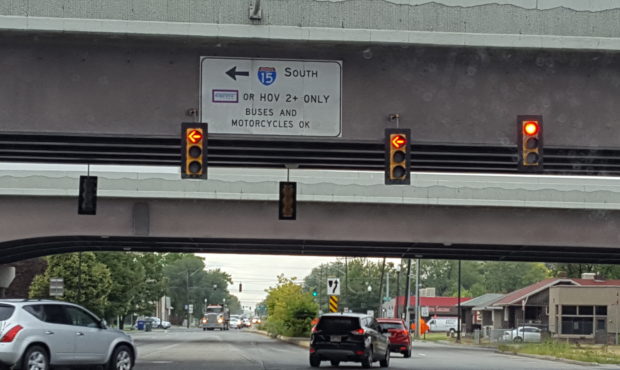 15 SOUTH
OR HOV 2+ ONLY
BUSES AND
MOTORCYCLES OK